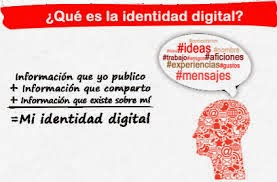 ¿Qué es la identidad digital?
#ideas
#trabajo
#aficiones
#experiencias
#gustos
#mensajes
Información que yo publico
+ Información que comparto
+ Información que existe sobre mí
=Mi identidad digital